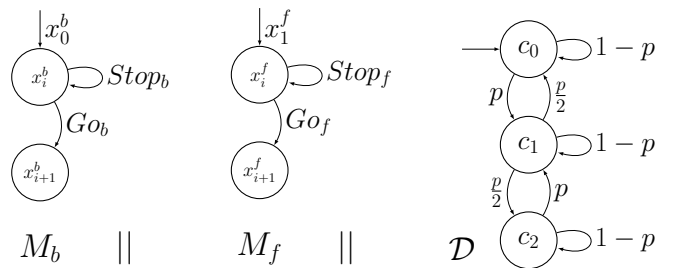 x_0^b
x_i^b
Stop_b
Go_b
x_{i+1}^b
M_b ||
x_1^f
x_i^f
Stop_f
Go_f
x_{i+1}^f
M_f ||
c_0
1 − p
p
p/2
c_1
1 − p
p/2
p
c_2
1 − p
𝒟